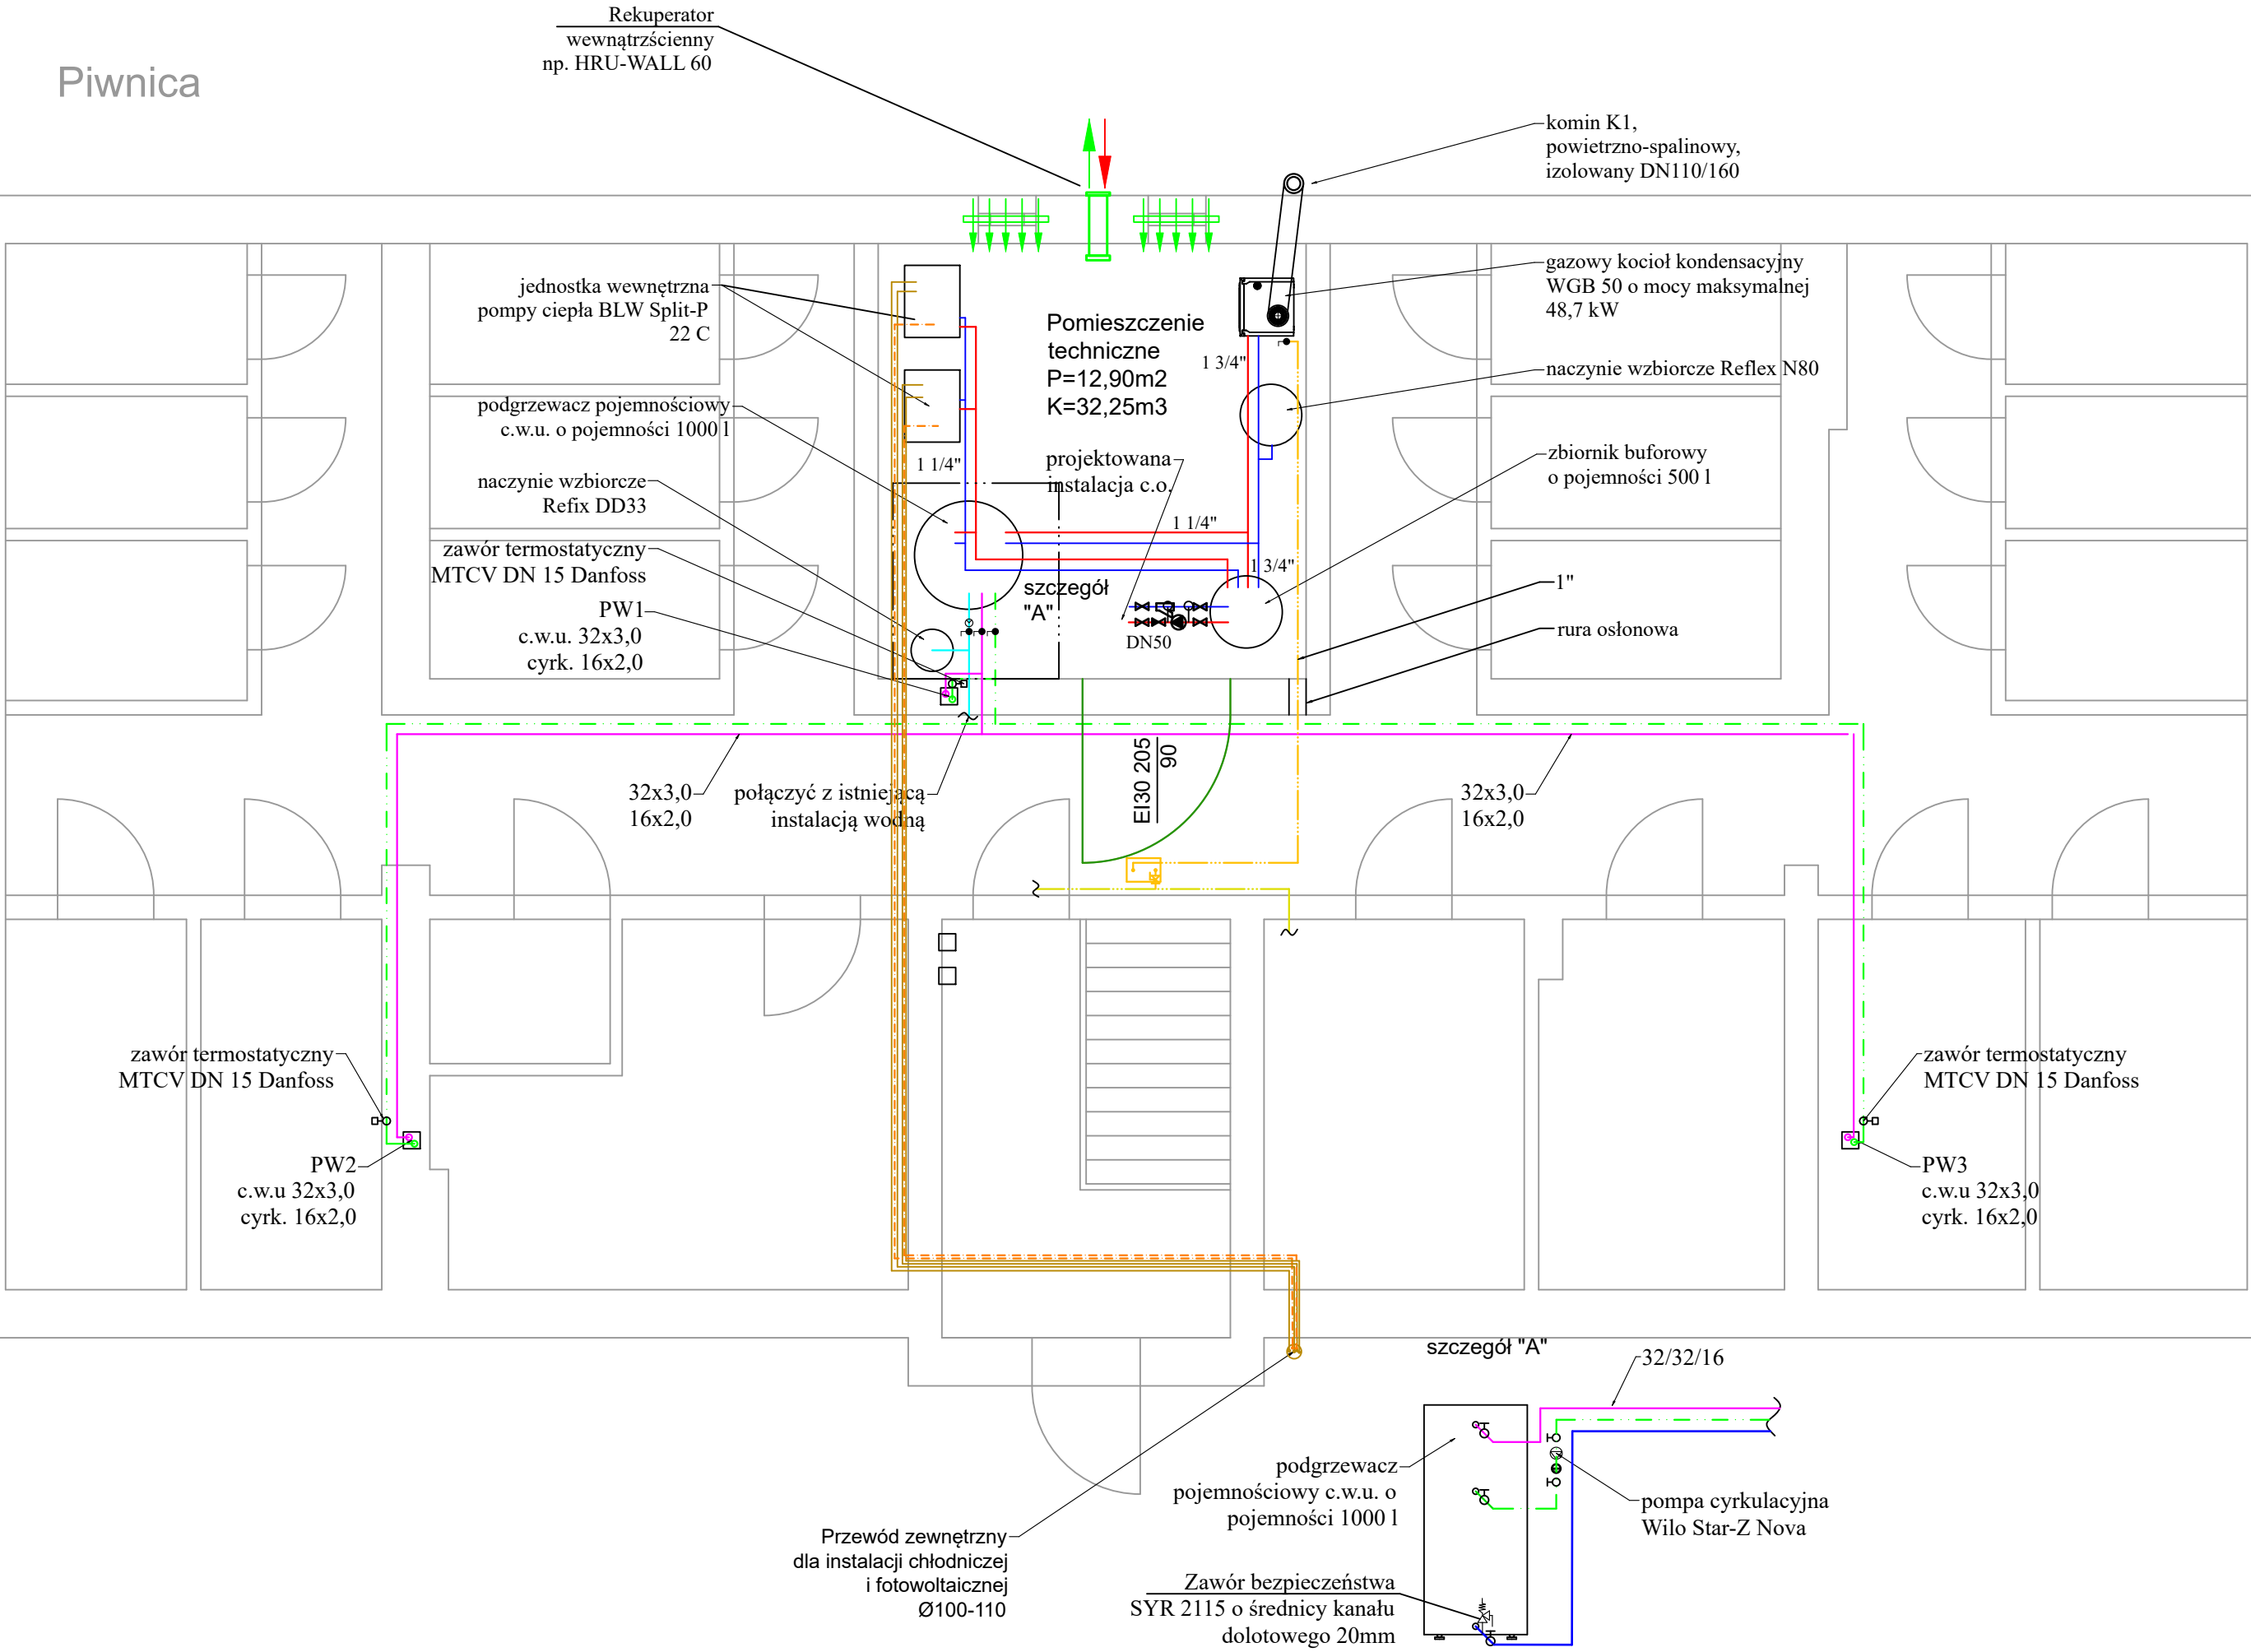 Rekuperator
wewnątrzścienny
np. HRU-WALL 60
Piwnica
komin K1,
powietrzno-spalinowy,
izolowany DN110/160
jednostka wewnętrzna
pompy ciepła BLW Split-P
22 C
gazowy kocioł kondensacyjny
WGB 50 o mocy maksymalnej
48,7 kW
Pomieszczenie
techniczne
P=12,90m2
K=32,25m3
1 3/4"
naczynie wzbiorcze Reflex N80
podgrzewacz pojemnościowy
c.w.u. o pojemności 1000 l
1 1/4"
projektowana
instalacja c.o.
zbiornik buforowy
o pojemności 500 l
naczynie wzbiorcze
Refix DD33
1 1/4"
zawór termostatyczny
MTCV DN 15 Danfoss
1 3/4"
szczegół
"A"
1"
PW1
c.w.u. 32x3,0
cyrk. 16x2,0
DN50
rura osłonowa
EI30 205
90
32x3,0
16x2,0
połączyć z istniejącą
instalacją wodną
32x3,0
16x2,0
zawór termostatyczny
MTCV DN 15 Danfoss
zawór termostatyczny
MTCV DN 15 Danfoss
PW2
c.w.u 32x3,0
cyrk. 16x2,0
PW3
c.w.u 32x3,0
cyrk. 16x2,0
szczegół "A"
32/32/16
podgrzewacz
pojemnościowy c.w.u. o
pojemności 1000 l
pompa cyrkulacyjna
Wilo Star-Z Nova
Przewód zewnętrzny
dla instalacji chłodniczej
i fotowoltaicznej
Ø100-110
Zawór bezpieczeństwa
SYR 2115 o średnicy kanału
dolotowego 20mm